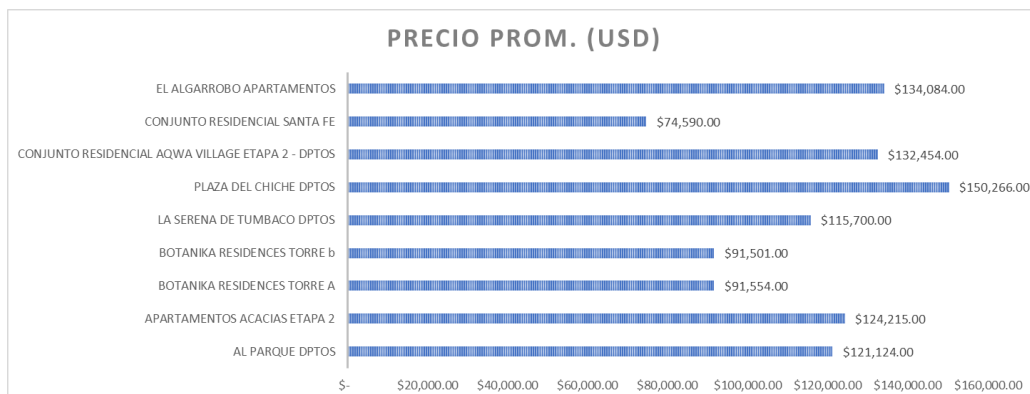 PRECIO PROM. (USD)
EL ALGARROBO APARTAMENTOS $134,084.00
CONJUNTO RESIDENCIAL SANTA FE $74,590.00
CONJUNTO RESIDENCIAL AQWA VILLAGE ETAPA 2 - DPTOS $132,454.00
PLAZA DEL CHICHE DPTOS $150,266.00
LA SERENA DE TUMBACO DPTOS $115,700.00
BOTANIKA RESIDENCES TORRE b $91,501.00
BOTANIKA RESIDENCES TORRE A $91,554.00
APARTAMENTOS ACACIAS ETAPA 2 $124,215.00
AL PARQUE DPTOS $121,124.00
$- $20,000.00 $40,000.00 $60,000.00 $80,000.00 $100,000.00 $120,000.00 $140,000.00 $160,000.00